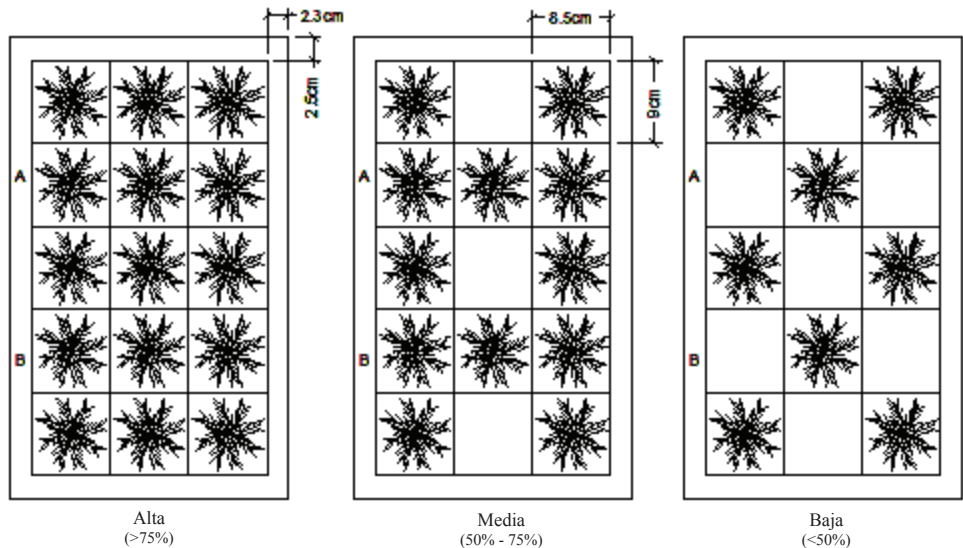 2.3cm
2.5cm
A
B
Alta
(>75%)
8.5cm
9cm
A
B
Media
(50% - 75%)
A
B
Baja
(<50%)